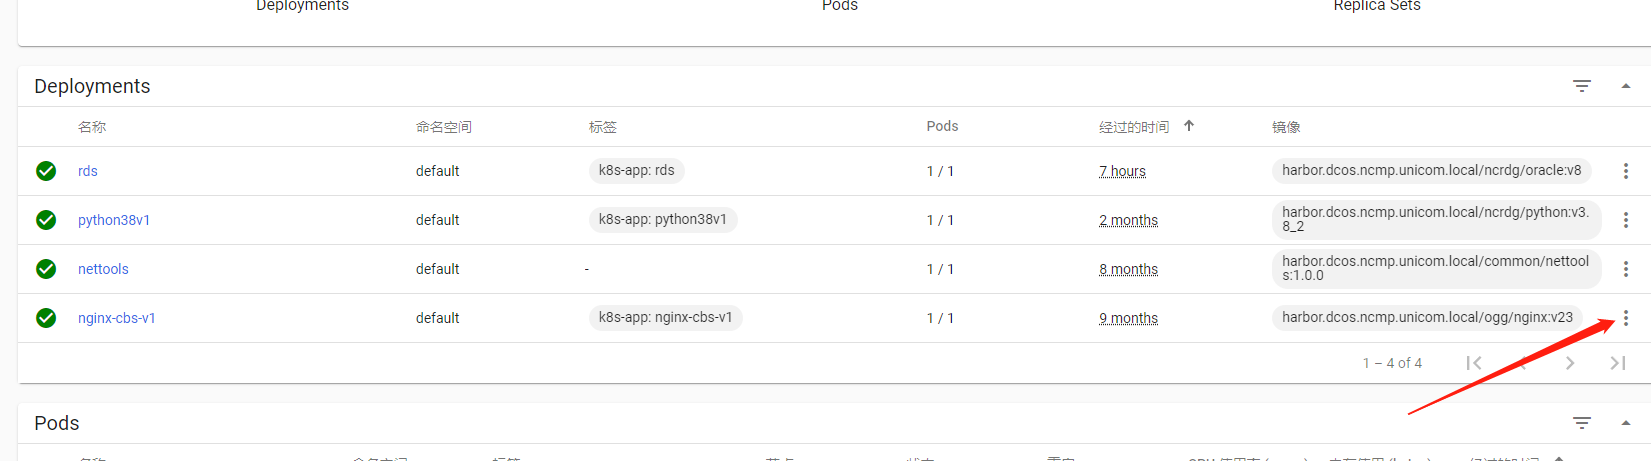 Deployments Pods Replica Sets
Deployments
名称 命名空间 标签 Pods 经过的时间 镜像
rds default k8s-app: rds 1 / 1 7 hours harbor.dcos.ncmp.unicom.local/ncrdg/oracle:v8
python38v1 default k8s-app: python38v1 1 / 1 2 months harbor.dcos.ncmp.unicom.local/ncrdg/python:v3.
8_2
nettools default - 1 / 1 8 months harbor.dcos.ncmp.unicom.local/common/nettool
s:1.0.0
nginx-cbs-v1 default k8s-app: nginx-cbs-v1 1 / 1 9 months harbor.dcos.ncmp.unicom.local/ogg/nginx:v23
1 – 4 of 4
Pods